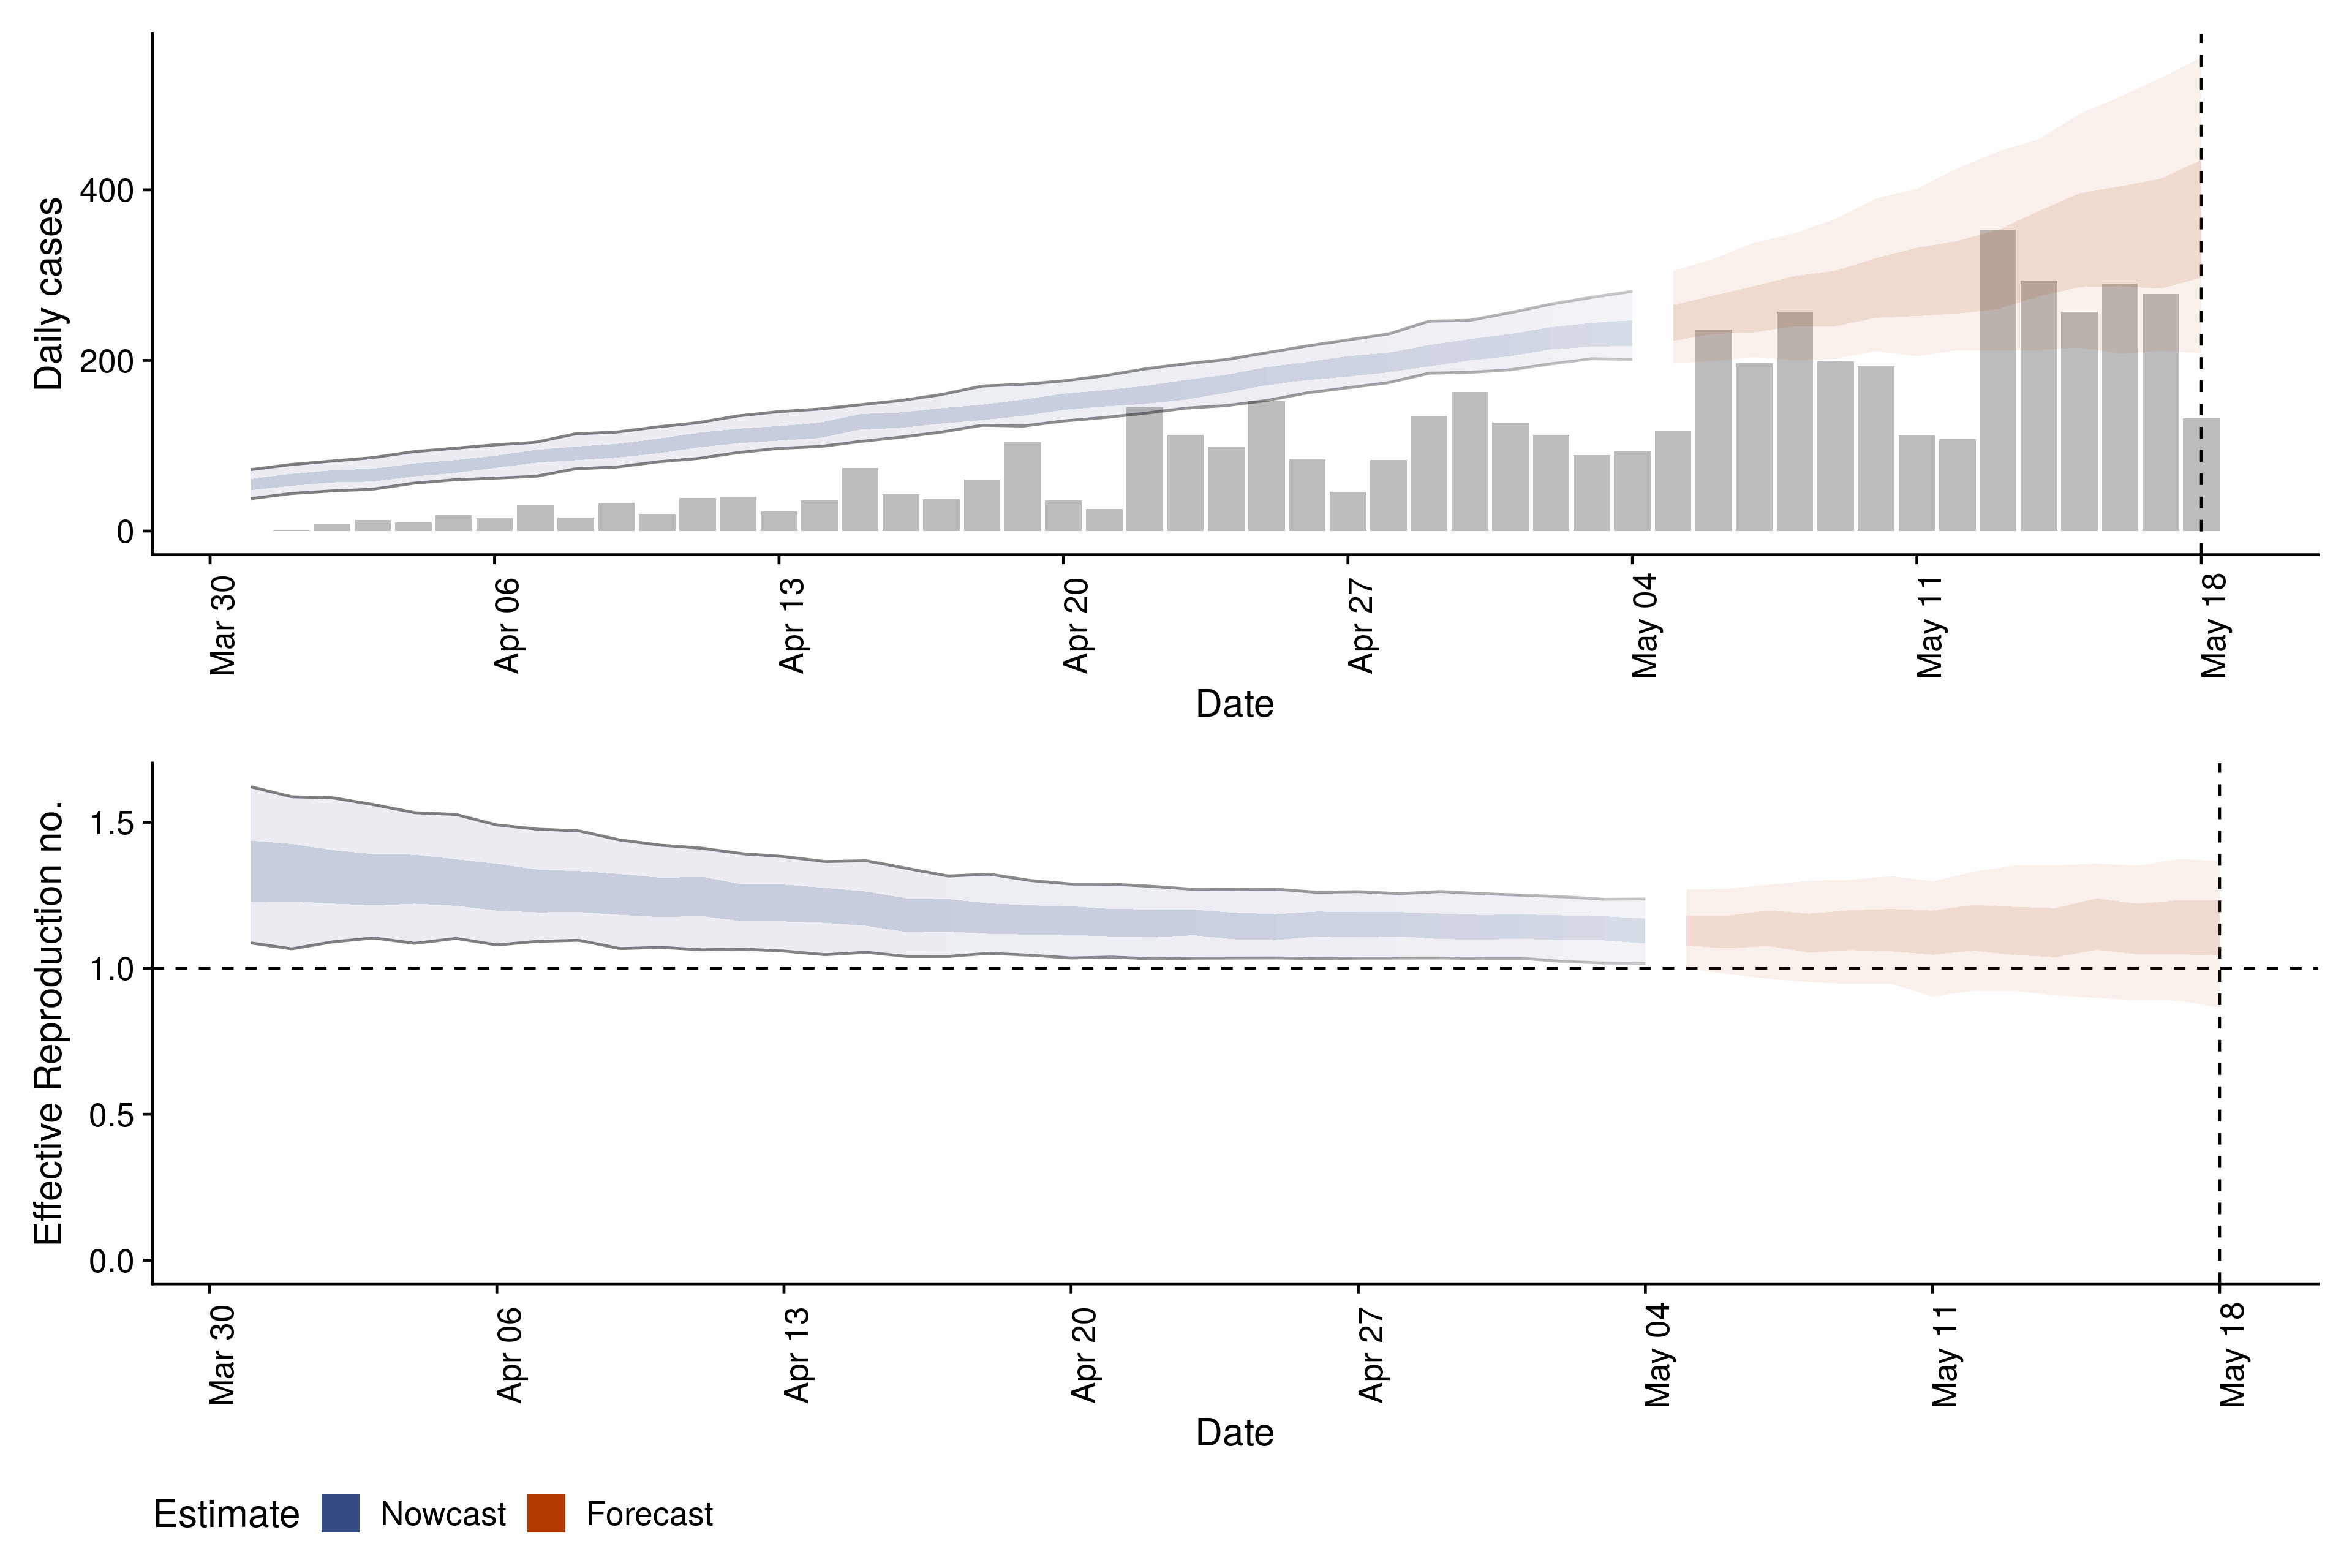 Daily cases
400
200
0
Mar 30
Apr 06
Apr 13
Apr 20
Apr 27
May 04
May 11
May 18
Date
Effective Reproduction no.
1.5
1.0
0.5
0.0
Mar 30
Apr 06
Apr 13
Apr 20
Apr 27
May 04
May 11
May 18
Date
Estimate Nowcast Forecast